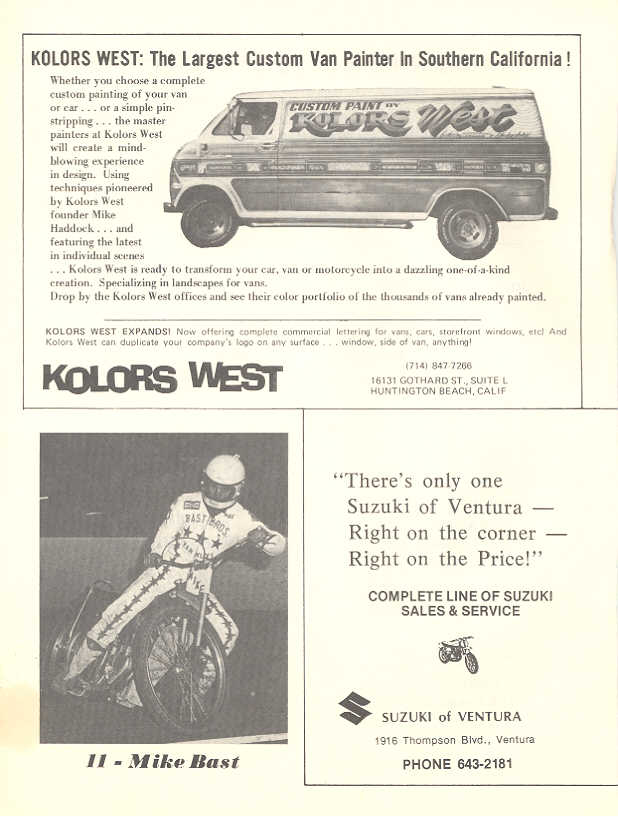 KOLORS WEST: The Largest Custom Van Painter In Southern California!
Whether you choose a complete
custom painting of your van
or car . . . or a simple pin-
stripping . . . the master
painters at Kolors West
will create a mind-
blowing experience
in design. Using
techniques pioneered
by Kolors West
founder Mike
Haddock . . . and
featuring the latest
in individual scenes
. . . Kolors West is ready to transform your car, van or motorcycle into a dazzling one-of-a-kind
creation. Specializing in landscapes for vans.
Drop by the Kolors West offices and see their color portfolio of the thousands of vans already painted.
CUSTOM PAINT BY
KOLORS West
KOLORS WEST EXPANDS! Now offering complete commercial lettering for vans, cars, storefront windows, etc! And
Kolors West can duplicate your company's logo on any surface . . . window, side of van, anything!
KOLORS WEST
(714) 847-7266
16131 GOTHARD ST., SUITE L
HUNTINGTON BEACH, CALIF
BAST BROS.
11 - Mike Bast
"There's only one
Suzuki of Ventura —
Right on the corner —
Right on the Price!"
COMPLETE LINE OF SUZUKI
SALES & SERVICE
SUZUKI of VENTURA
1916 Thompson Blvd., Ventura
PHONE 643-2181